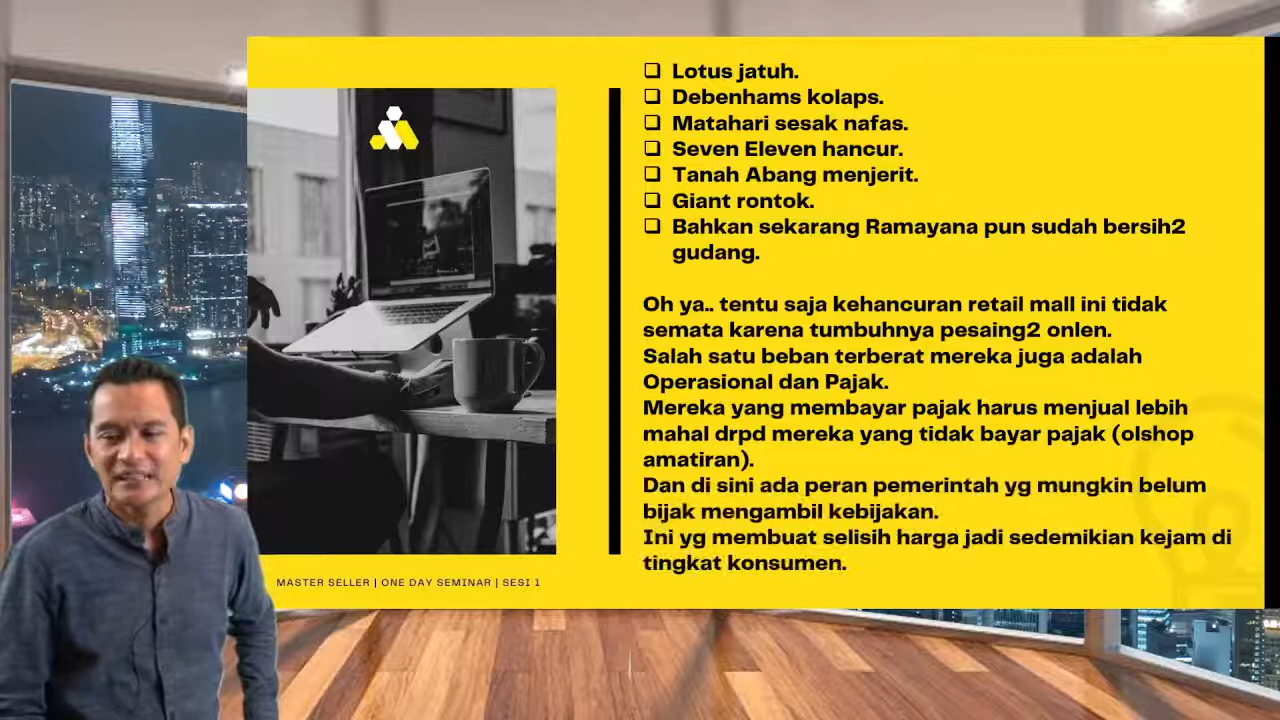 ❑ Lotus jatuh.
❑ Debenhams kolaps.
❑ Matahari sesak nafas.
❑ Seven Eleven hancur.
❑ Tanah Abang menjerit.
❑ Giant rontok.
❑ Bahkan sekarang Ramayana pun sudah bersih2
gudang.
Oh ya.. tentu saja kehancuran retail mall ini tidak
semata karena tumbuhnya pesaing2 onlen.
Salah satu beban terberat mereka juga adalah
Operasional dan Pajak.
Mereka yang membayar pajak harus menjual lebih
mahal drpd mereka yang tidak bayar pajak (olshop
amatiran).
Dan di sini ada peran pemerintah yg mungkin belum
bijak mengambil kebijakan.
Ini yg membuat selisih harga jadi sedemikian kejam di
tingkat konsumen.
MASTER SELLER | ONE DAY SEMINAR | SESI 1